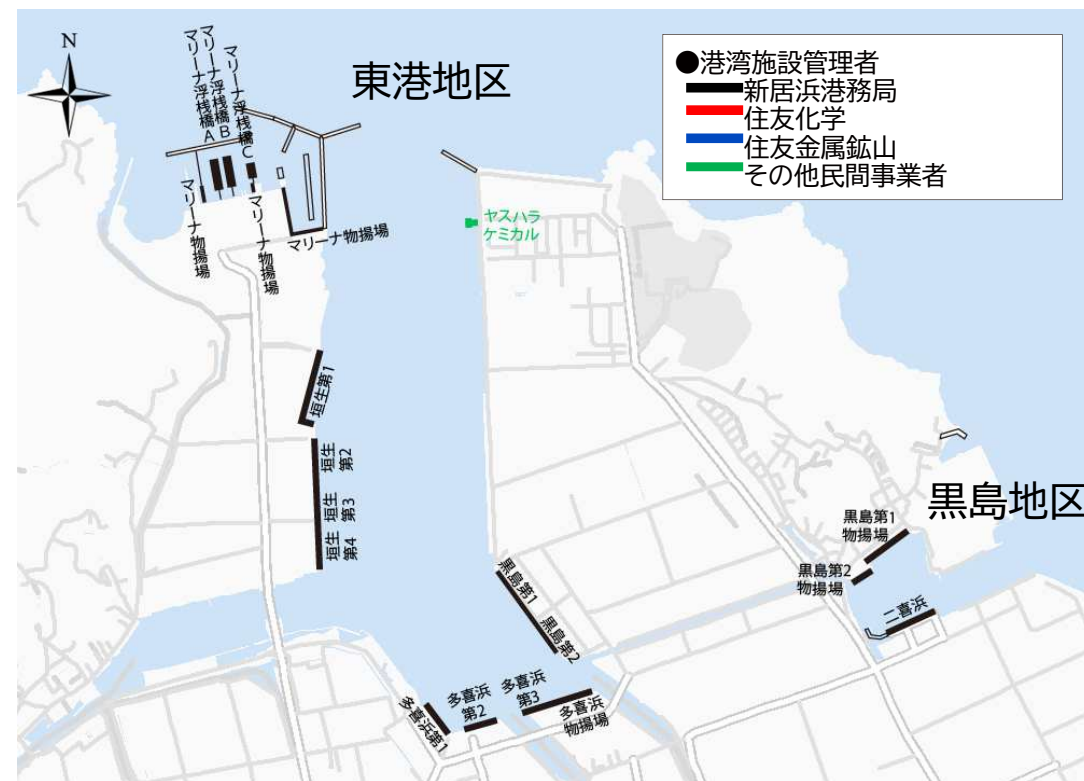 N
東港地区
●港湾施設管理者
新居浜港務局
住友化学
住友金属鉱山
その他民間事業者
マリーナ浮桟橋A
マリーナ浮桟橋B
マリーナ浮桟橋C
マリーナ物揚場
マリーナ物揚場
マリーナ物揚場
ヤスハラ
ケミカル
垣生第1
垣生
第2
垣生
第3
垣生
第4
黒島地区
黒島第1
物揚場
黒島第2
物揚場
二喜浜
黒島第1
黒島第2
多喜浜第1
多喜浜
第2
多喜浜
第3
多喜浜
物揚場